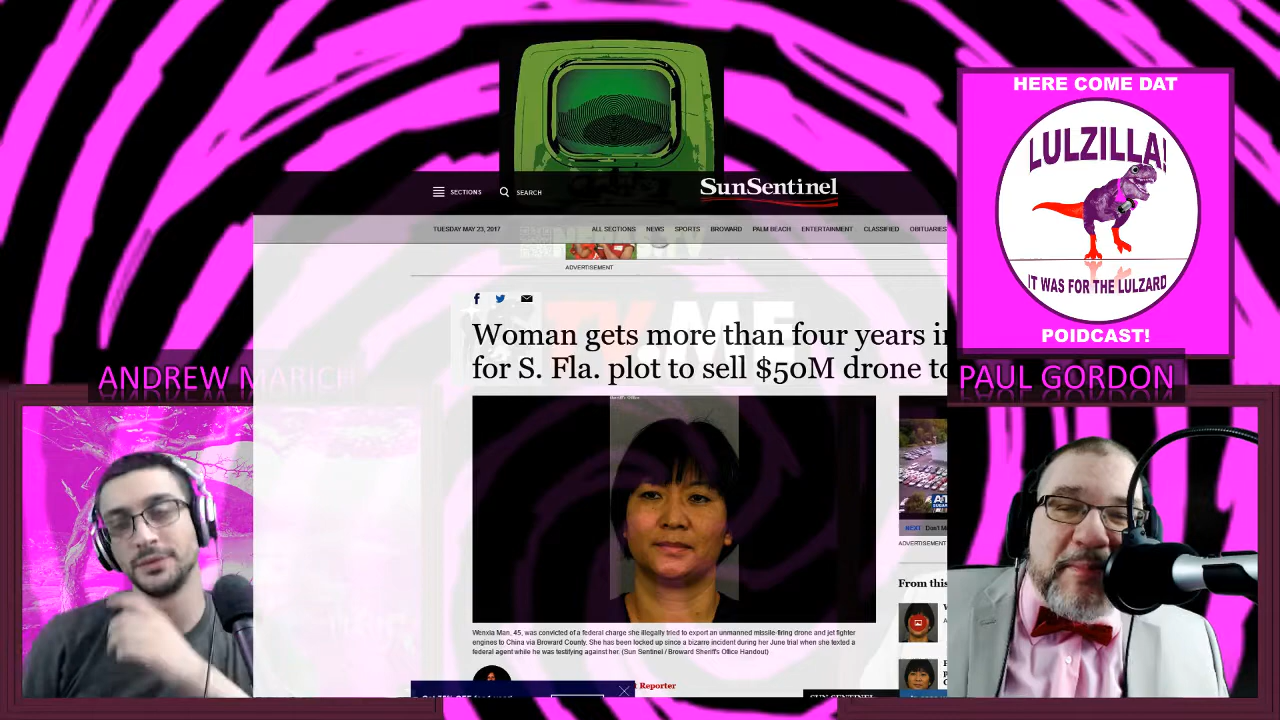 HERE COME DAT
LULZILLA!
IT WAS FOR THE LULZARD
POIDCAST!
SECTIONS
SEARCH
SunSentinel
TUESDAY MAY 23, 2017
ALL SECTIONS NEWS SPORTS BROWARD PALM BEACH ENTERTAINMENT CLASSIFIED OBITUARIES
ADVERTISEMENT
Woman gets more than four years in
for S. Fla. plot to sell $50M drone to
ANDREW MARICH
PAUL GORDON
Wenxia Man, 45, was convicted of a federal charge she illegally tried to export an unmanned missile-firing drone and jet fighter
engines to China via Broward County. She has been locked up since a bizarre incident during her June trial when she texted
a federal agent while he was testifying against her. (Sun Sentinel / Broward Sheriff's Office Handout)
NEXT
ADVERTISEMENT
From this
Reporter
SUN SENTINEL